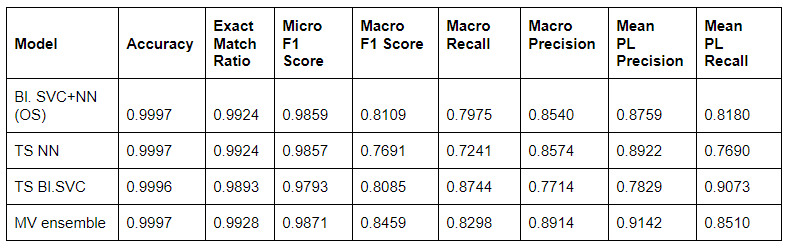 Model Accuracy Exact Match Ratio Micro F1 Score Macro F1 Score Macro Recall Macro Precision Mean PL Precision Mean PL Recall
BI. SVC+NN (OS) 0.9997 0.9924 0.9859 0.8109 0.7975 0.8540 0.8759 0.8180
TS NN 0.9997 0.9924 0.9857 0.7691 0.7241 0.8574 0.8922 0.7690
TS BI.SVC 0.9996 0.9893 0.9793 0.8085 0.8744 0.7714 0.7829 0.9073
MV ensemble 0.9997 0.9928 0.9871 0.8459 0.8298 0.8914 0.9142 0.8510